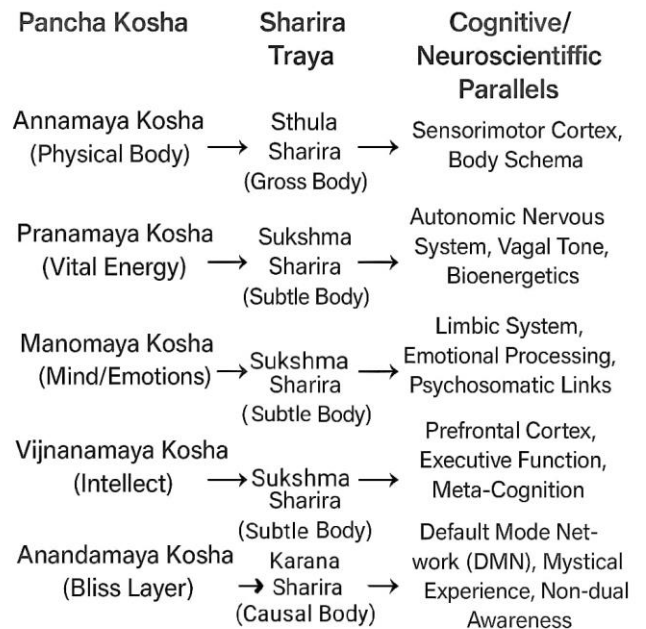 Pancha Kosha
Sharira
Traya
Cognitive/
Neuroscientiffic
Parallels
Annamaya Kosha
(Physical Body)
Sthula
Sharira
(Gross Body)
Sensorimotor Cortex,
Body Schema
Pranamaya Kosha
(Vital Energy)
Sukshma
Sharira
(Subtle Body)
Autonomic Nervous
System, Vagal Tone,
Bioenergetics
Manomaya Kosha
(Mind/Emotions)
Sukshma
Sharira
(Subtle Body)
Limbic System,
Emotional Processing,
Psychosomatic Links
Vijnanamaya Kosha
(Intellect)
Sukshma
Sharira
(Subtle Body)
Prefrontal Cortex,
Executive Function,
Meta-Cognition
Anandamaya Kosha
(Bliss Layer)
Karana
Sharira
(Causal Body)
Default Mode Net-
work (DMN), Mystical
Experience, Non-dual
Awareness